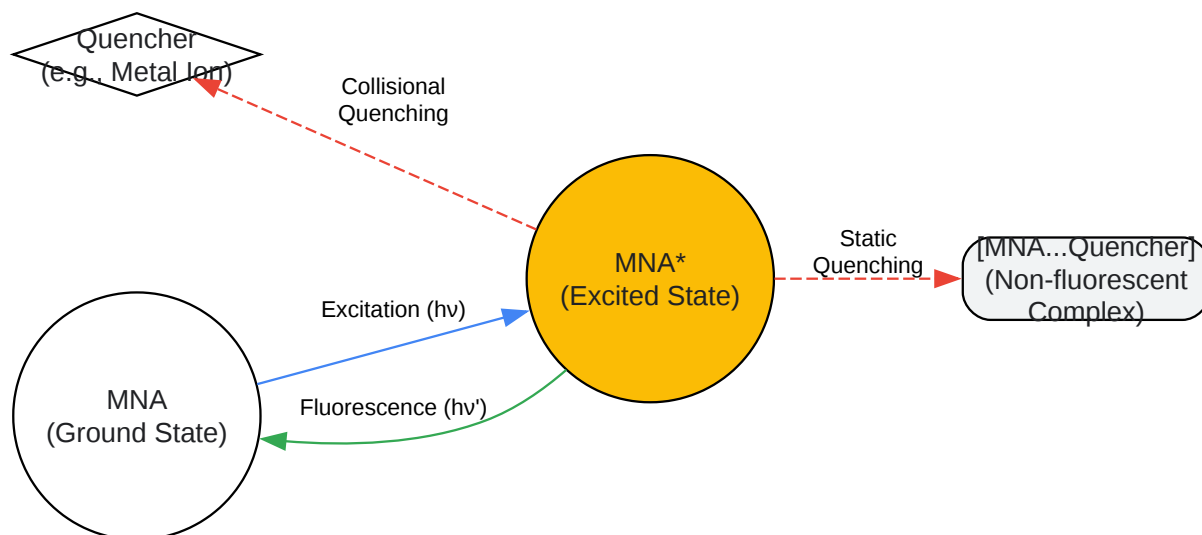 Quencher
(e.g., Metal Ion)
Collisional
Quenching
MNA*
(Excited State)
Static
Quenching
[MNA...Quencher]
(Non-fluorescent
Complex)
Excitation (hν)
Fluorescence (hν')
MNA
(Ground State)